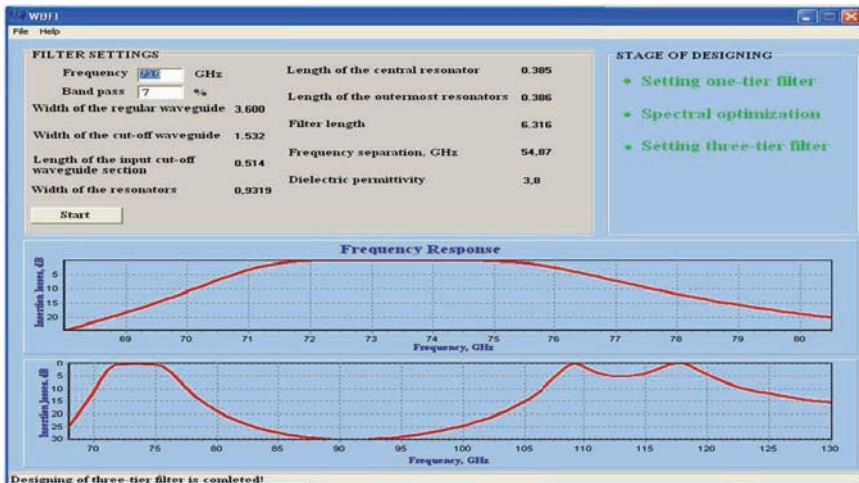 WBFI
File Help
FILTER SETTINGS
Frequency GHz
Band pass 7 %
Width of the regular waveguide 3.600
Width of the cut-off waveguide 1.532
Length of the input cut-off
waveguide section 0.514
Width of the resonators 0,9319
Start
Length of the central resonator 0.385
Length of the outermost resonators 0.386
Filter length 6.316
Frequency separation, GHz 54,87
Dielectric permittivity 3,8
STAGE OF DESIGNING
• Setting one-tier filter
• Spectral optimization
• Setting three-tier filter
Frequency Response
Insertion losses, dB
5
10
15
20
69 70 71 72 73 74 75 76 77 78 79 80
Frequency, GHz
Insertion losses, dB
0
5
10
15
20
25
30
70 75 80 85 90 95 100 105 110 115 120 125 130
Frequency, GHz
Designing of three-tier filter is comleted!